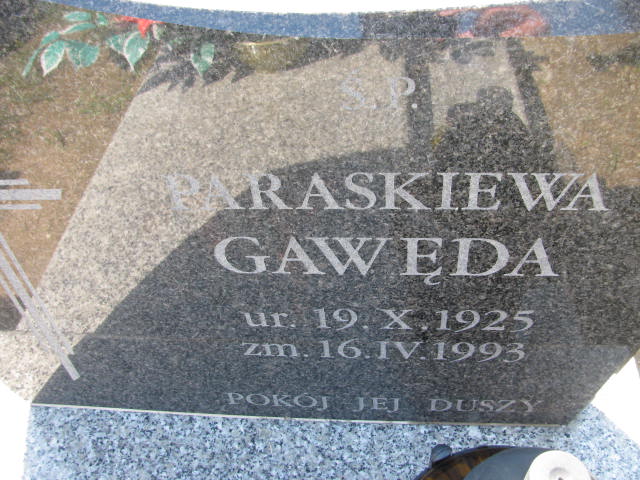 Ś.P.
PARASKIEWA
GAWĘDA
ur. 19.X.1925
zm. 16.IV.1993
POKÓJ JEJ DUSZY